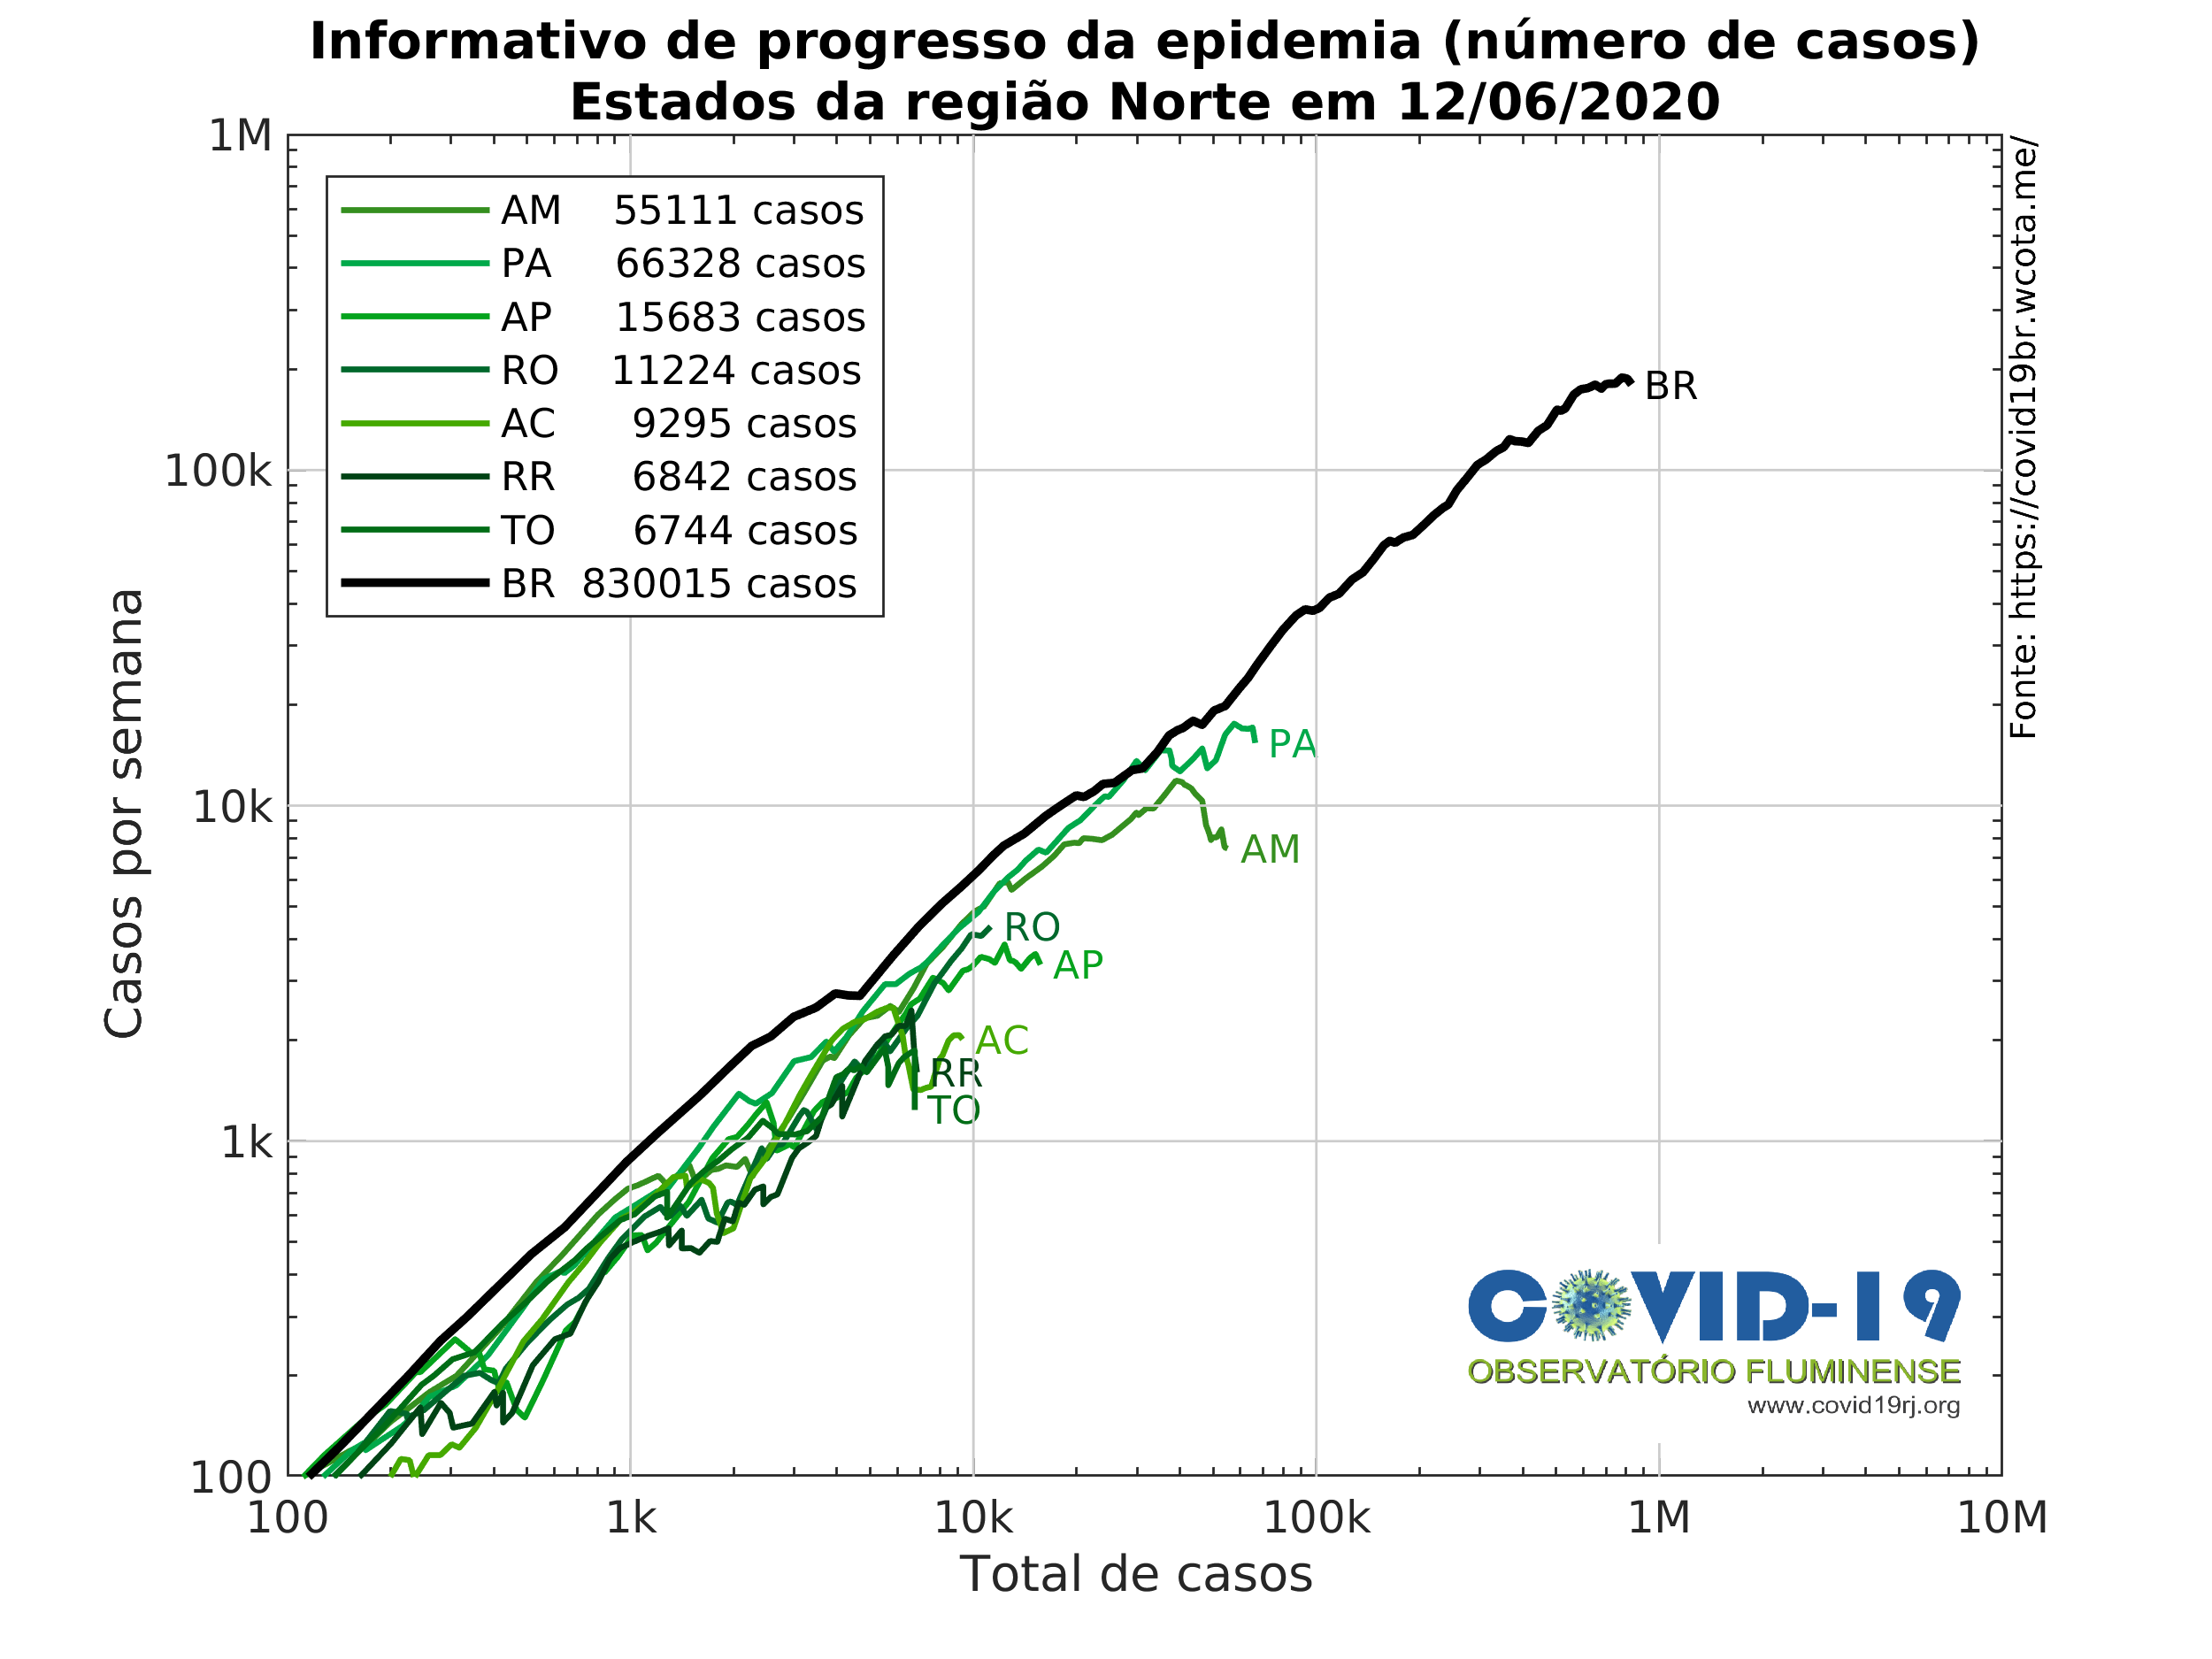 Informativo de progresso da epidemia (número de casos)
Estados da região Norte em 12/06/2020
1M
100k
10k
1k
100
Casos por semana
AM 55111 casos
PA 66328 casos
AP 15683 casos
RO 11224 casos
AC 9295 casos
RR 6842 casos
TO 6744 casos
BR 830015 casos
BR
PA
AM
RO
AP
AC
RR
TO
Fonte: https://covid19br.wcota.me/
COVID-19
OBSERVATÓRIO FLUMINENSE
www.covid19rj.org
100 1k 10k 100k 1M 10M
Total de casos